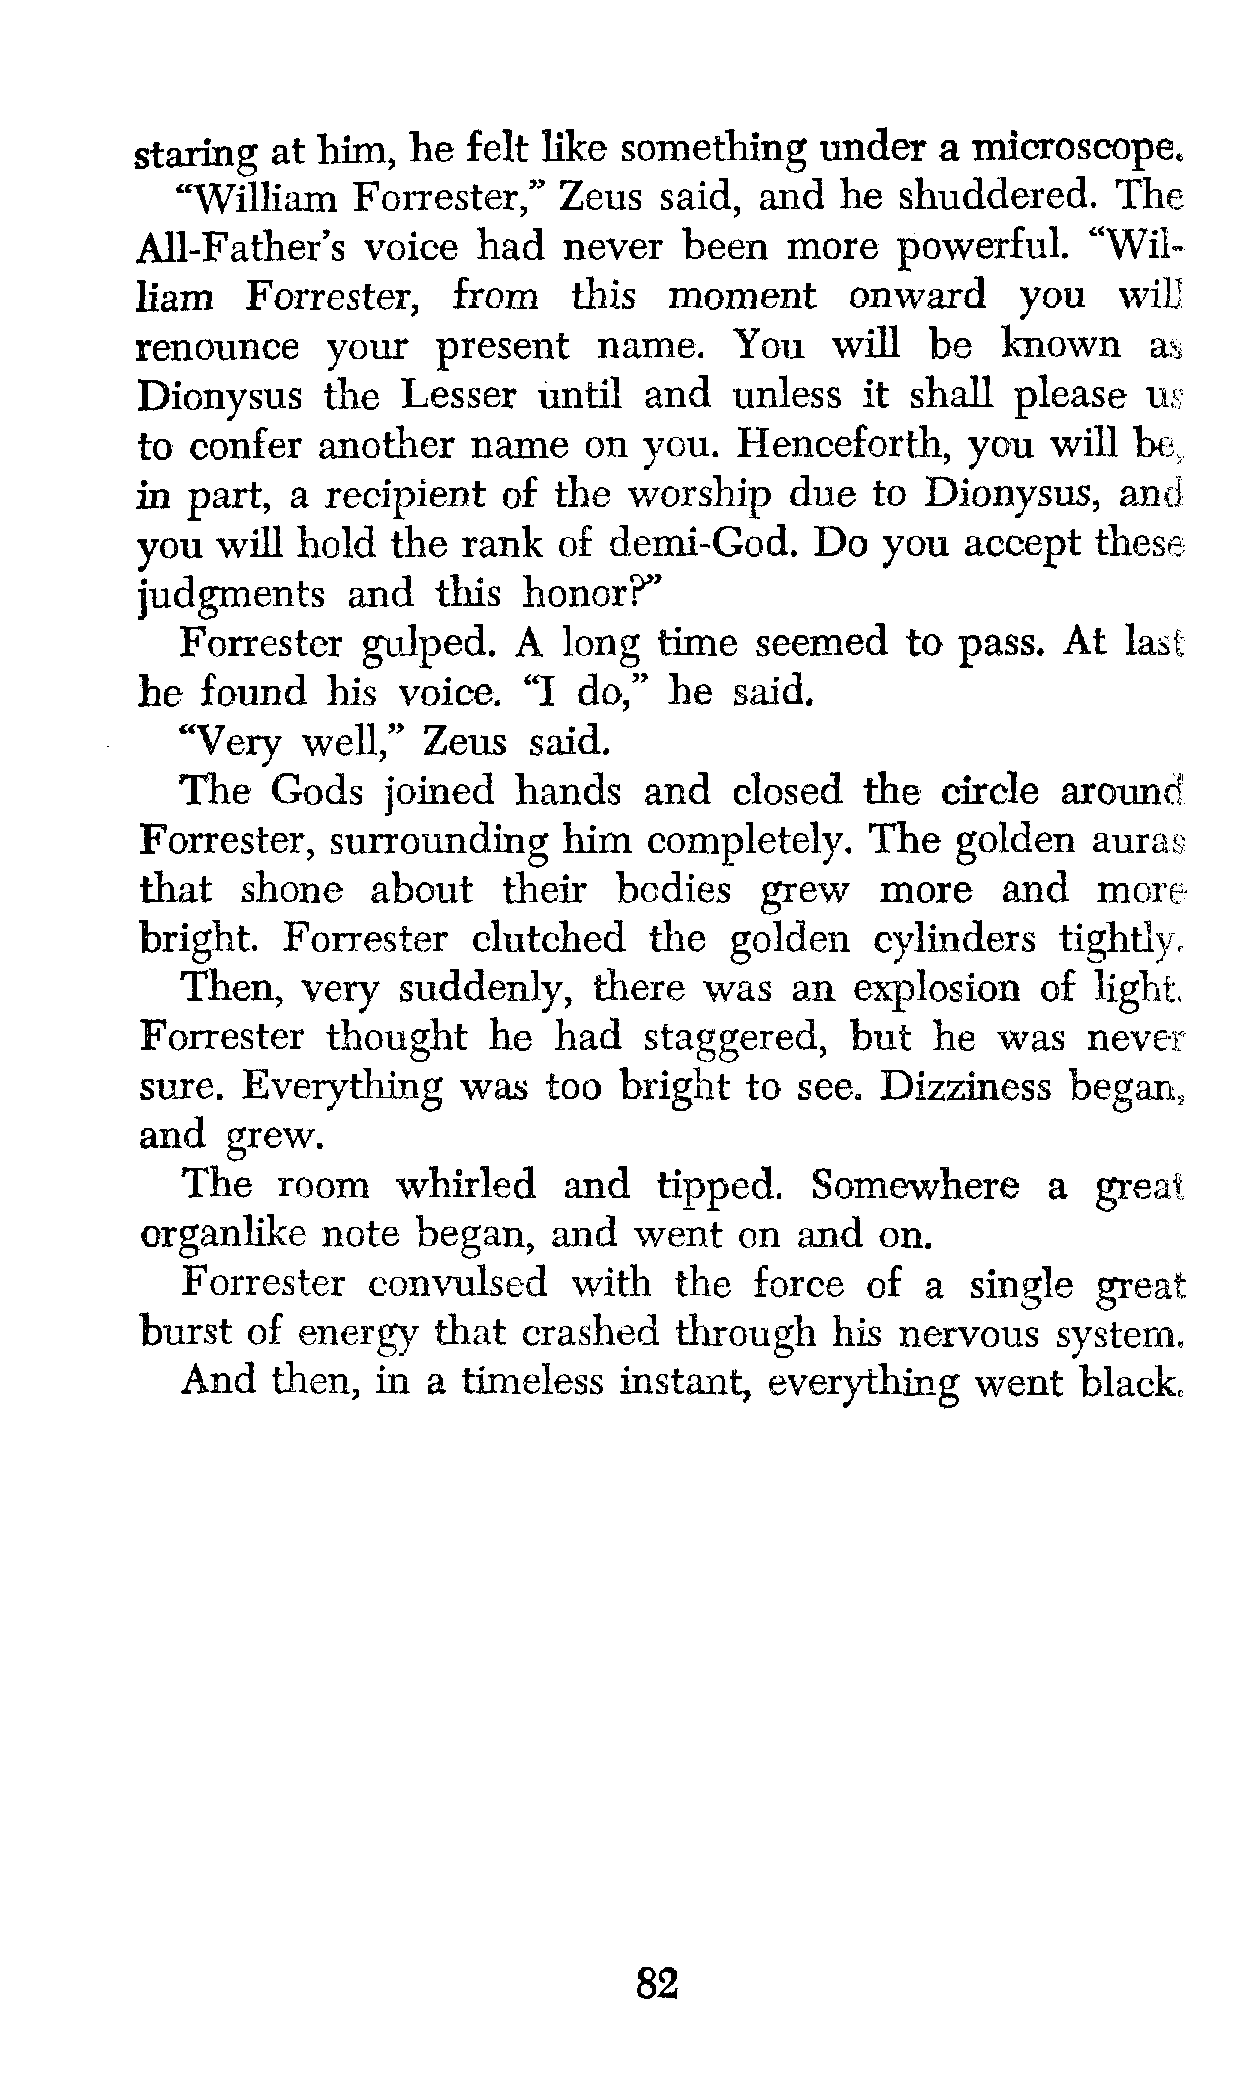 staring at him, he felt like something under a microscope.
“William Forrester,” Zeus said, and he shuddered. The
All-Father’s voice had never been more powerful. “Wil-
liam Forrester, from this moment onward you will
renounce your present name. You will be known as
Dionysus the Lesser until and unless it shall please us
to confer another name on you. Henceforth, you will be,
in part, a recipient of the worship due to Dionysus, and
you will hold the rank of demi-God. Do you accept these
judgments and this honor?”
Forrester gulped. A long time seemed to pass. At last
he found his voice. “I do,” he said.
“Very well,” Zeus said.
The Gods joined hands and closed the circle around
Forrester, surrounding him completely. The golden auras
that shone about their bodies grew more and more
bright. Forrester clutched the golden cylinders tightly.
Then, very suddenly, there was an explosion of light.
Forrester thought he had staggered, but he was never
sure. Everything was too bright to see. Dizziness began,
and grew.
The room whirled and tipped. Somewhere a great
organlike note began, and went on and on.
Forrester convulsed with the force of a single great
burst of energy that crashed through his nervous system.
And then, in a timeless instant, everything went black.
82